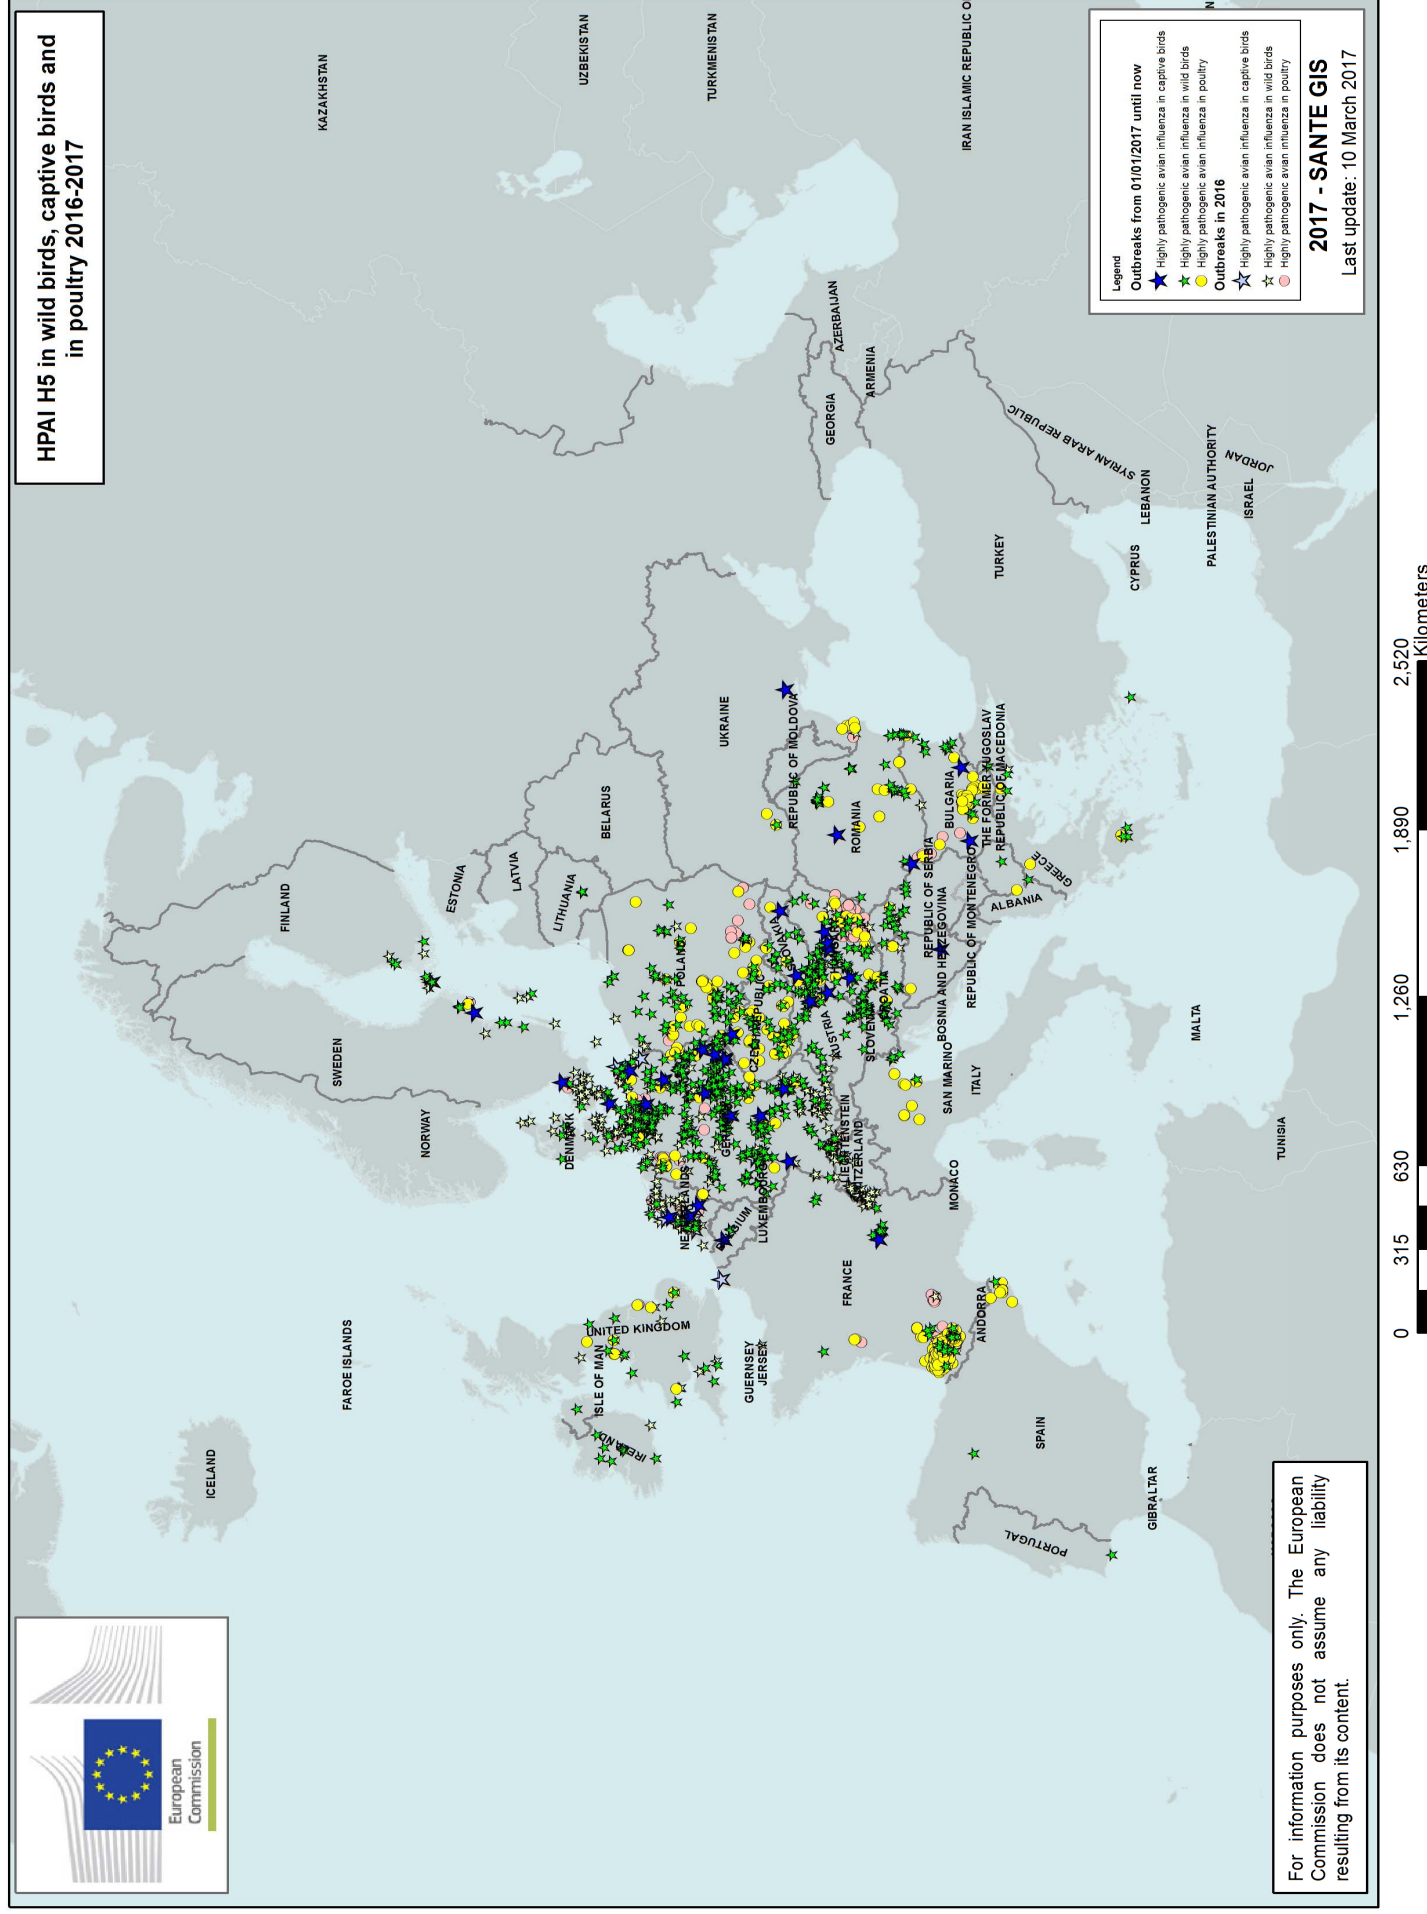 HPAI H5 in wild birds, captive birds and
in poultry 2016-2017
European
Commission
ICELAND
FAROE ISLANDS
NORWAY
SWEDEN
FINLAND
ESTONIA
LATVIA
LITHUANIA
BELARUS
KAZAKHSTAN
UZBEKISTAN
TURKMENISTAN
IRAN ISLAMIC REPUBLIC O
IRELAND
ISLE OF MAN
UNITED KINGDOM
GUERNSEY
JERSEY
DENMARK
POLAND
UKRAINE
REPUBLIC OF MOLDOVA
LUXEMBOURG
CZECH REPUBLIC
SLOVAKIA
AUSTRIA
LIECHTENSTEIN
SWITZERLAND
FRANCE
SLOVENIA
CROATIA
ROMANIA
MONACO
SAN MARINO
ITALY
BOSNIA AND HERZEGOVINA
REPUBLIC OF SERBIA
REPUBLIC OF MONTENEGRO
BULGARIA
THE FORMER YUGOSLAV
REPUBLIC OF MACEDONIA
ALBANIA
GREECE
GEORGIA
AZERBAIJAN
ARMENIA
ANDORRA
SPAIN
PORTUGAL
GIBRALTAR
TUNISIA
MALTA
TURKEY
CYPRUS
SYRIAN ARAB REPUBLIC
LEBANON
PALESTINIAN AUTHORITY
ISRAEL
JORDAN
Legend
Outbreaks from 01/01/2017 until now
Highly pathogenic avian influenza in captive birds
Highly pathogenic avian influenza in wild birds
Highly pathogenic avian influenza in poultry
Outbreaks in 2016
Highly pathogenic avian influenza in captive birds
Highly pathogenic avian influenza in wild birds
Highly pathogenic avian influenza in poultry
2017 - SANTE GIS
Last update: 10 March 2017
For information purposes only. The European
Commission does not assume any liability
resulting from its content.
0 315 630 1,260 1,890 2,520
Kilometers